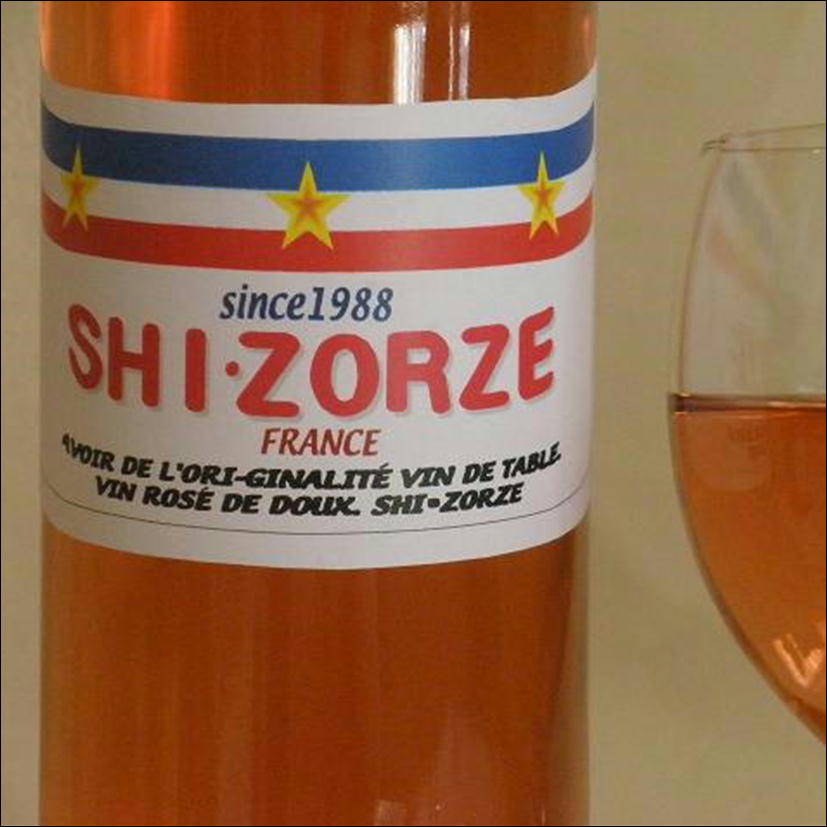 since1988
SHI·ZORZE
FRANCE
AVOIR DE L'ORI-GINALITÉ VIN DE TABLE.
VIN ROSÉ DE DOUX. SHI·ZORZE